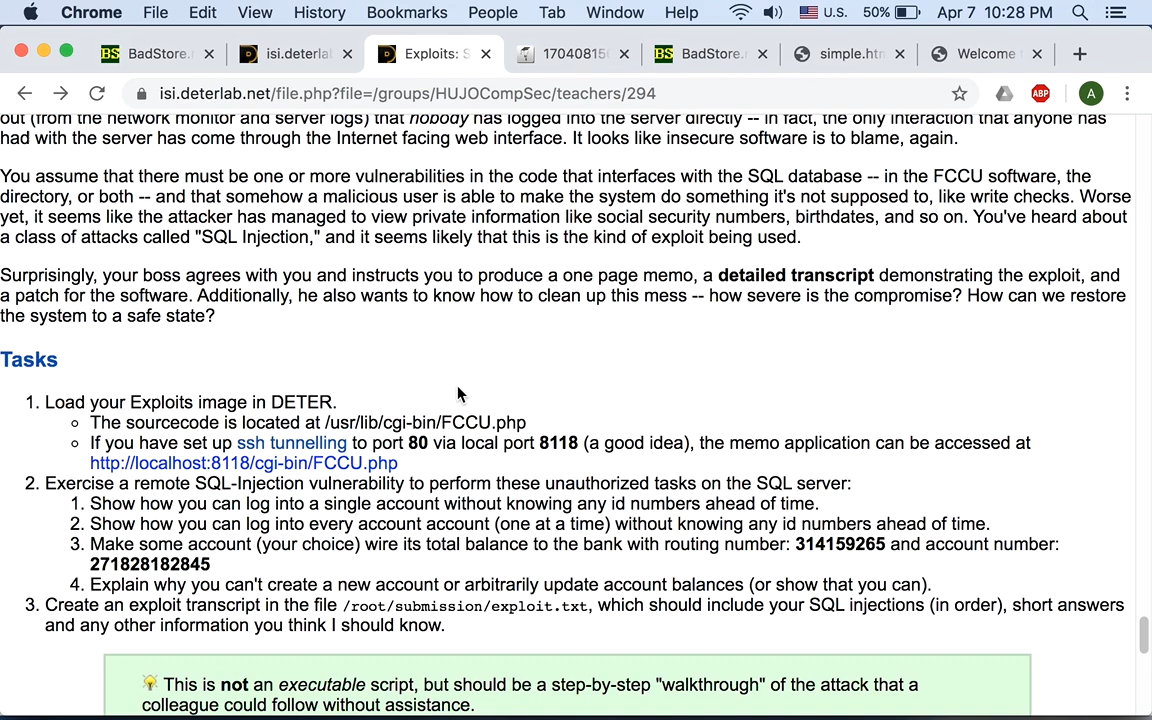 Chrome File Edit View History Bookmarks People Tab Window Help U.S. 50% Apr 7 10:28 PM
BS BadStore. isi.deterla Exploits: S 170408156 BS BadStore. simple.htm Welcome
isi.deterlab.net/file.php?file=/groups/HUJOCompSec/teachers/294 ABP A
out (from the network monitor and server logs) that nobody has logged into the server directly -- in fact, the only interaction that anyone has
had with the server has come through the Internet facing web interface. It looks like insecure software is to blame, again.
You assume that there must be one or more vulnerabilities in the code that interfaces with the SQL database -- in the FCCU software, the
directory, or both -- and that somehow a malicious user is able to make the system do something it's not supposed to, like write checks. Worse
yet, it seems like the attacker has managed to view private information like social security numbers, birthdates, and so on. You've heard about
a class of attacks called "SQL Injection," and it seems likely that this is the kind of exploit being used.
Surprisingly, your boss agrees with you and instructs you to produce a one page memo, a detailed transcript demonstrating the exploit, and
a patch for the software. Additionally, he also wants to know how to clean up this mess -- how severe is the compromise? How can we restore
the system to a safe state?
Tasks
1. Load your Exploits image in DETER.
The sourcecode is located at /usr/lib/cgi-bin/FCCU.php
If you have set up ssh tunnelling to port 80 via local port 8118 (a good idea), the memo application can be accessed at
http://localhost:8118/cgi-bin/FCCU.php
2. Exercise a remote SQL-Injection vulnerability to perform these unauthorized tasks on the SQL server:
1. Show how you can log into a single account without knowing any id numbers ahead of time.
2. Show how you can log into every account account (one at a time) without knowing any id numbers ahead of time.
3. Make some account (your choice) wire its total balance to the bank with routing number: 314159265 and account number:
271828182845
4. Explain why you can't create a new account or arbitrarily update account balances (or show that you can).
3. Create an exploit transcript in the file /root/submission/exploit.txt, which should include your SQL injections (in order), short answers
and any other information you think I should know.
This is not an executable script, but should be a step-by-step "walkthrough" of the attack that a
colleague could follow without assistance.